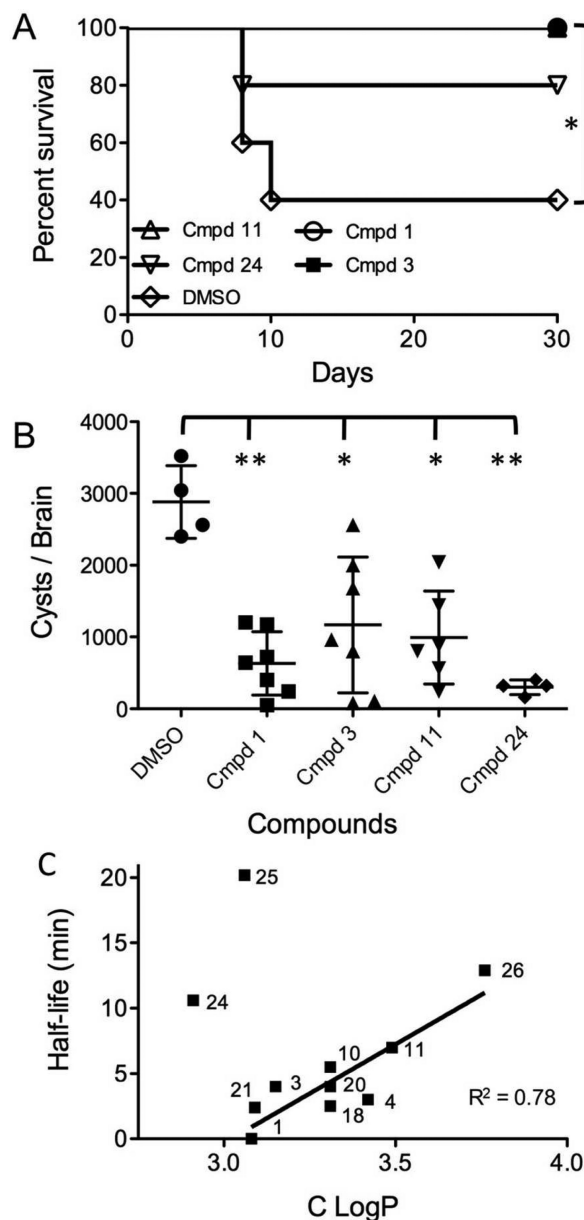 A
Percent survival
100
80
60
40
20
0
*
Cmpd 11
Cmpd 1
Cmpd 24
Cmpd 3
DMSO
0 10 20 30
Days
B
Cysts / Brain
4000
3000
2000
1000
0
** * * **
DMSO
Cmpd 1
Cmpd 3
Cmpd 11
Cmpd 24
Compounds
C
Half-life (min)
20
15
10
5
0
25
24
26
10
11
21
3
20
1
18
4
R² = 0.78
3.0 3.5 4.0
C LogP